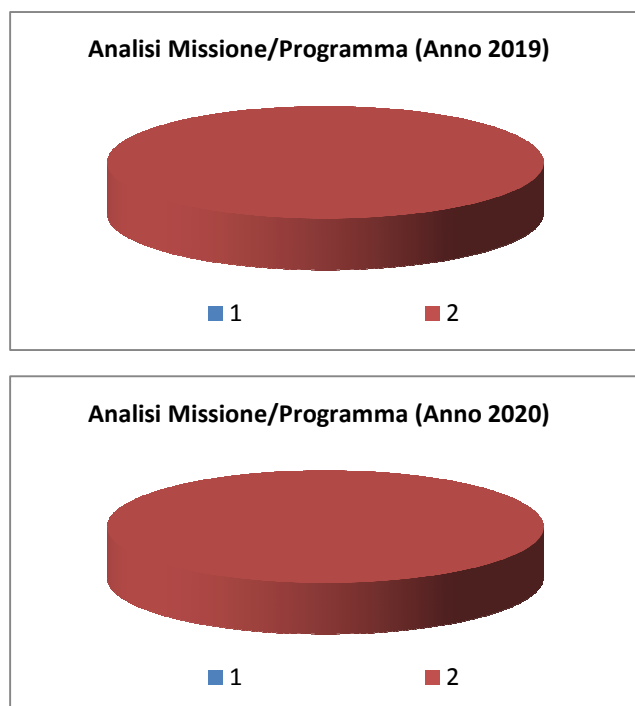 Analisi Missione/Programma (Anno 2019)
1 2
Analisi Missione/Programma (Anno 2020)
1 2